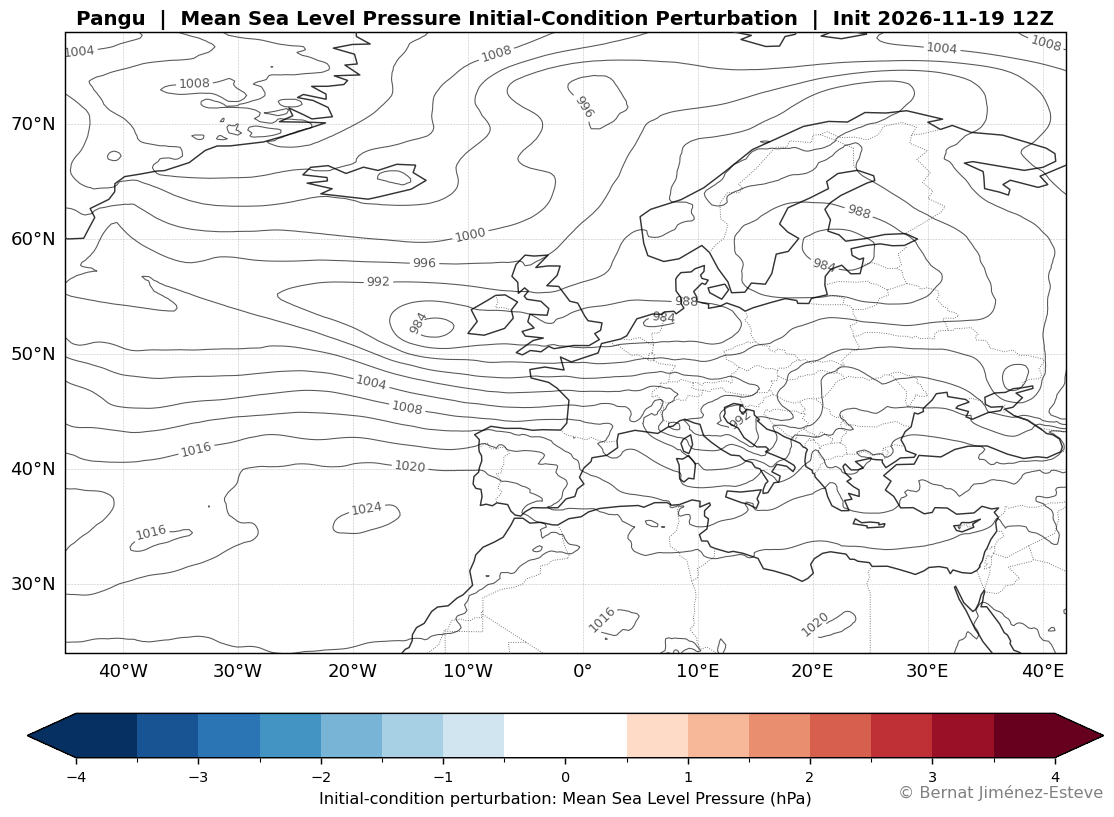 Pangu | Mean Sea Level Pressure Initial-Condition Perturbation | Init 2026-11-19 12Z
1004
1008
1004
1008
1008
996
70°N
1000
988
60°N
996
984
992
988
984
984
50°N
1004
1008
992
1016
1020
40°N
1024
1016
30°N
1016
1020
40°W
30°W
20°W
10°W
0°
10°E
20°E
30°E
40°E
−4
−3
−2
−1
0
1
2
3
4
Initial-condition perturbation: Mean Sea Level Pressure (hPa)
© Bernat Jiménez-Esteve